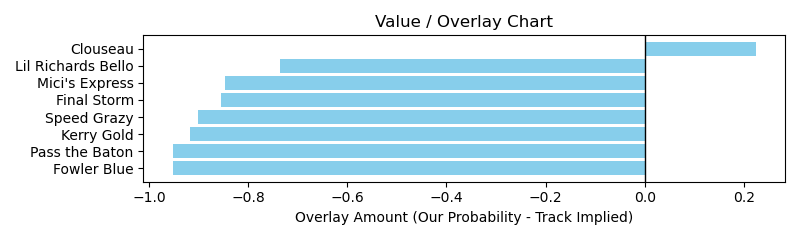 Value / Overlay Chart
Clouseau
Lil Richards Bello
Mici's Express
Final Storm
Speed Grazy
Kerry Gold
Pass the Baton
Fowler Blue
−1.0 −0.8 −0.6 −0.4 −0.2 0.0 0.2
Overlay Amount (Our Probability - Track Implied)